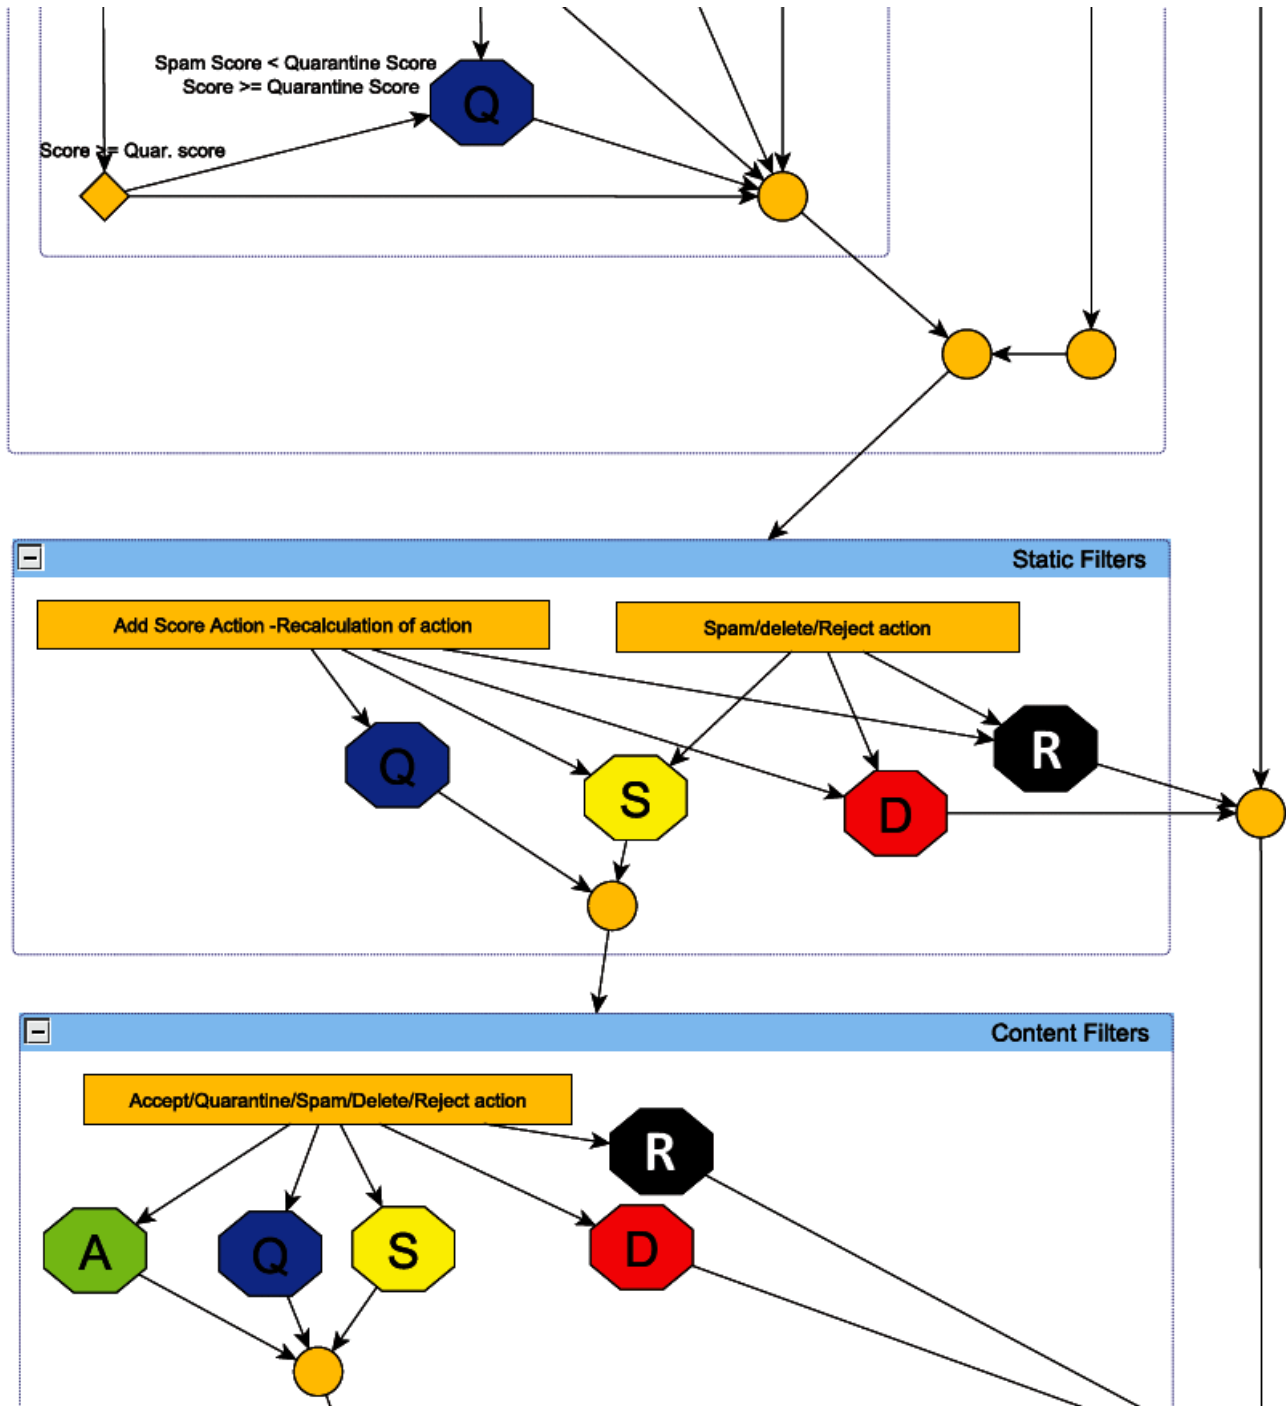 Spam Score < Quarantine Score
Score >= Quarantine Score
Q
Score >= Quar. score
Static Filters
Add Score Action -Recalculation of action
Spam/delete/Reject action
R
Q
S
D
Content Filters
Accept/Quarantine/Spam/Delete/Reject action
R
A
Q
S
D